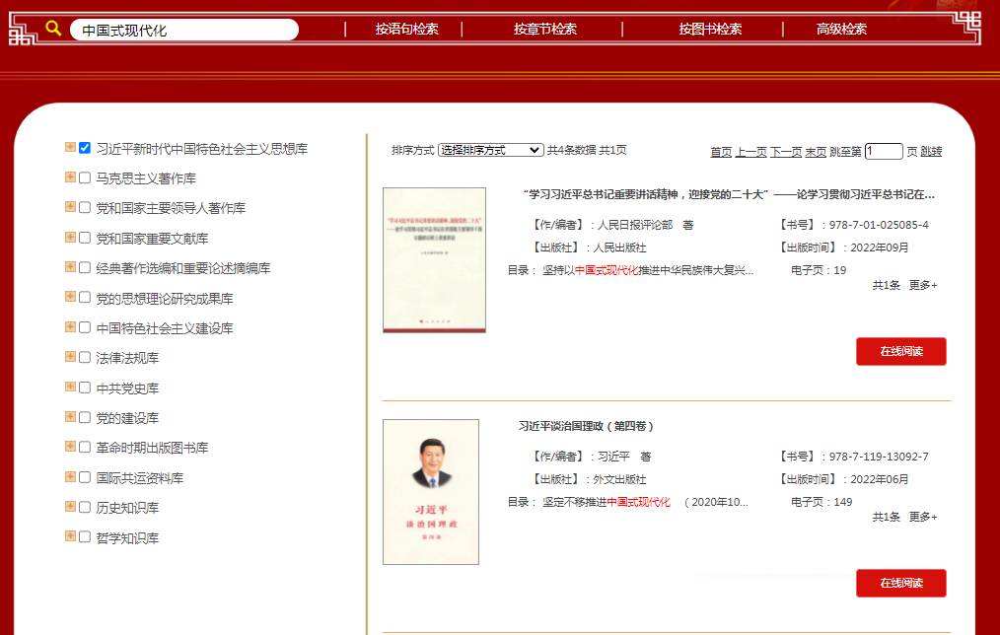 中国式现代化
按语句检索
按章节检索
按图书检索
高级检索
习近平新时代中国特色社会主义思想库
马克思主义著作库
党和国家主要领导人著作库
党和国家重要文献库
经典著作选编和重要论述摘编库
党的思想理论研究成果库
中国特色社会主义建设库
法律法规库
中共党史库
党的建设库
革命时期出版图书库
国际共运资料库
历史知识库
哲学知识库
排序方式 选择排序方式 共4条数据 共1页
首页 上一页 下一页 末页 跳至第 1 页 跳转
“学习习近平总书记重要讲话精神，迎接党的二十大”——论学习贯彻习近平总书记在...
【作/编者】：人民日报评论部 著
【书号】：978-7-01-025085-4
【出版社】：人民出版社
【出版时间】：2022年09月
目录： 坚持以中国式现代化推进中华民族伟大复兴...
电子页：19
共1条 更多+
在线阅读
习近平谈治国理政（第四卷）
【作/编者】：习近平 著
【书号】：978-7-119-13092-7
【出版社】：外文出版社
【出版时间】：2022年06月
目录： 坚定不移推进中国式现代化 （2020年10...
电子页：149
共1条 更多+
习近平
谈治国理政
第四卷
在线阅读